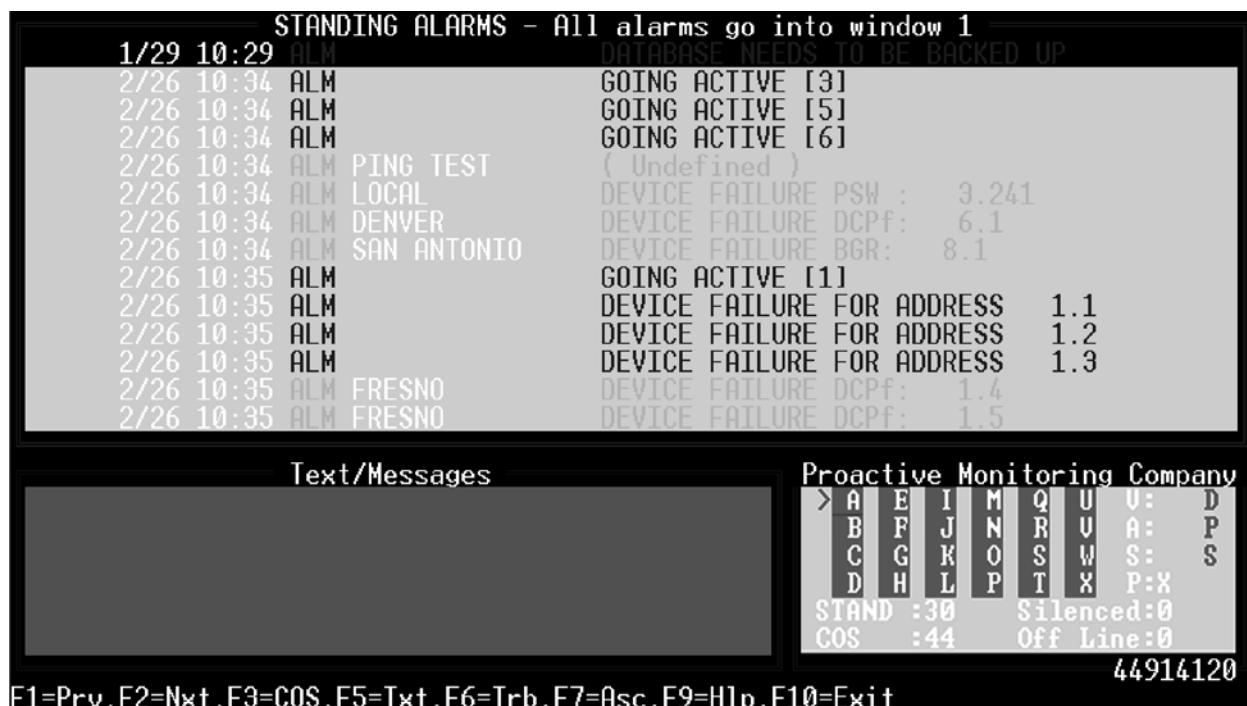 STANDING ALARMS - All alarms go into window 1
1/29 10:29 ALM DATABASE NEEDS TO BE BACKED UP
2/26 10:34 ALM GOING ACTIVE [3]
2/26 10:34 ALM GOING ACTIVE [5]
2/26 10:34 ALM GOING ACTIVE [6]
2/26 10:34 ALM PING TEST ( Undefined )
2/26 10:34 ALM LOCAL DEVICE FAILURE PSW : 3.241
2/26 10:34 ALM DENVER DEVICE FAILURE DCPf: 6.1
2/26 10:34 ALM SAN ANTONIO DEVICE FAILURE BGR: 8.1
2/26 10:35 ALM GOING ACTIVE [1]
2/26 10:35 ALM DEVICE FAILURE FOR ADDRESS 1.1
2/26 10:35 ALM DEVICE FAILURE FOR ADDRESS 1.2
2/26 10:35 ALM DEVICE FAILURE FOR ADDRESS 1.3
2/26 10:35 ALM FRESNO DEVICE FAILURE DCPf: 1.4
2/26 10:35 ALM FRESNO DEVICE FAILURE DCPf: 1.5
Text/Messages
Proactive Monitoring Company
> A E I M Q U V: D
B F J N R V A: P
C G K O S W S: S
D H L P T X P:X
STAND :30 Silenced:0
COS :44 Off Line:0
44914120
F1=Prv,F2=Nxt,F3=COS,F5=Txt,F6=Trb,F7=Asc,F9=Hlp,F10=Exit